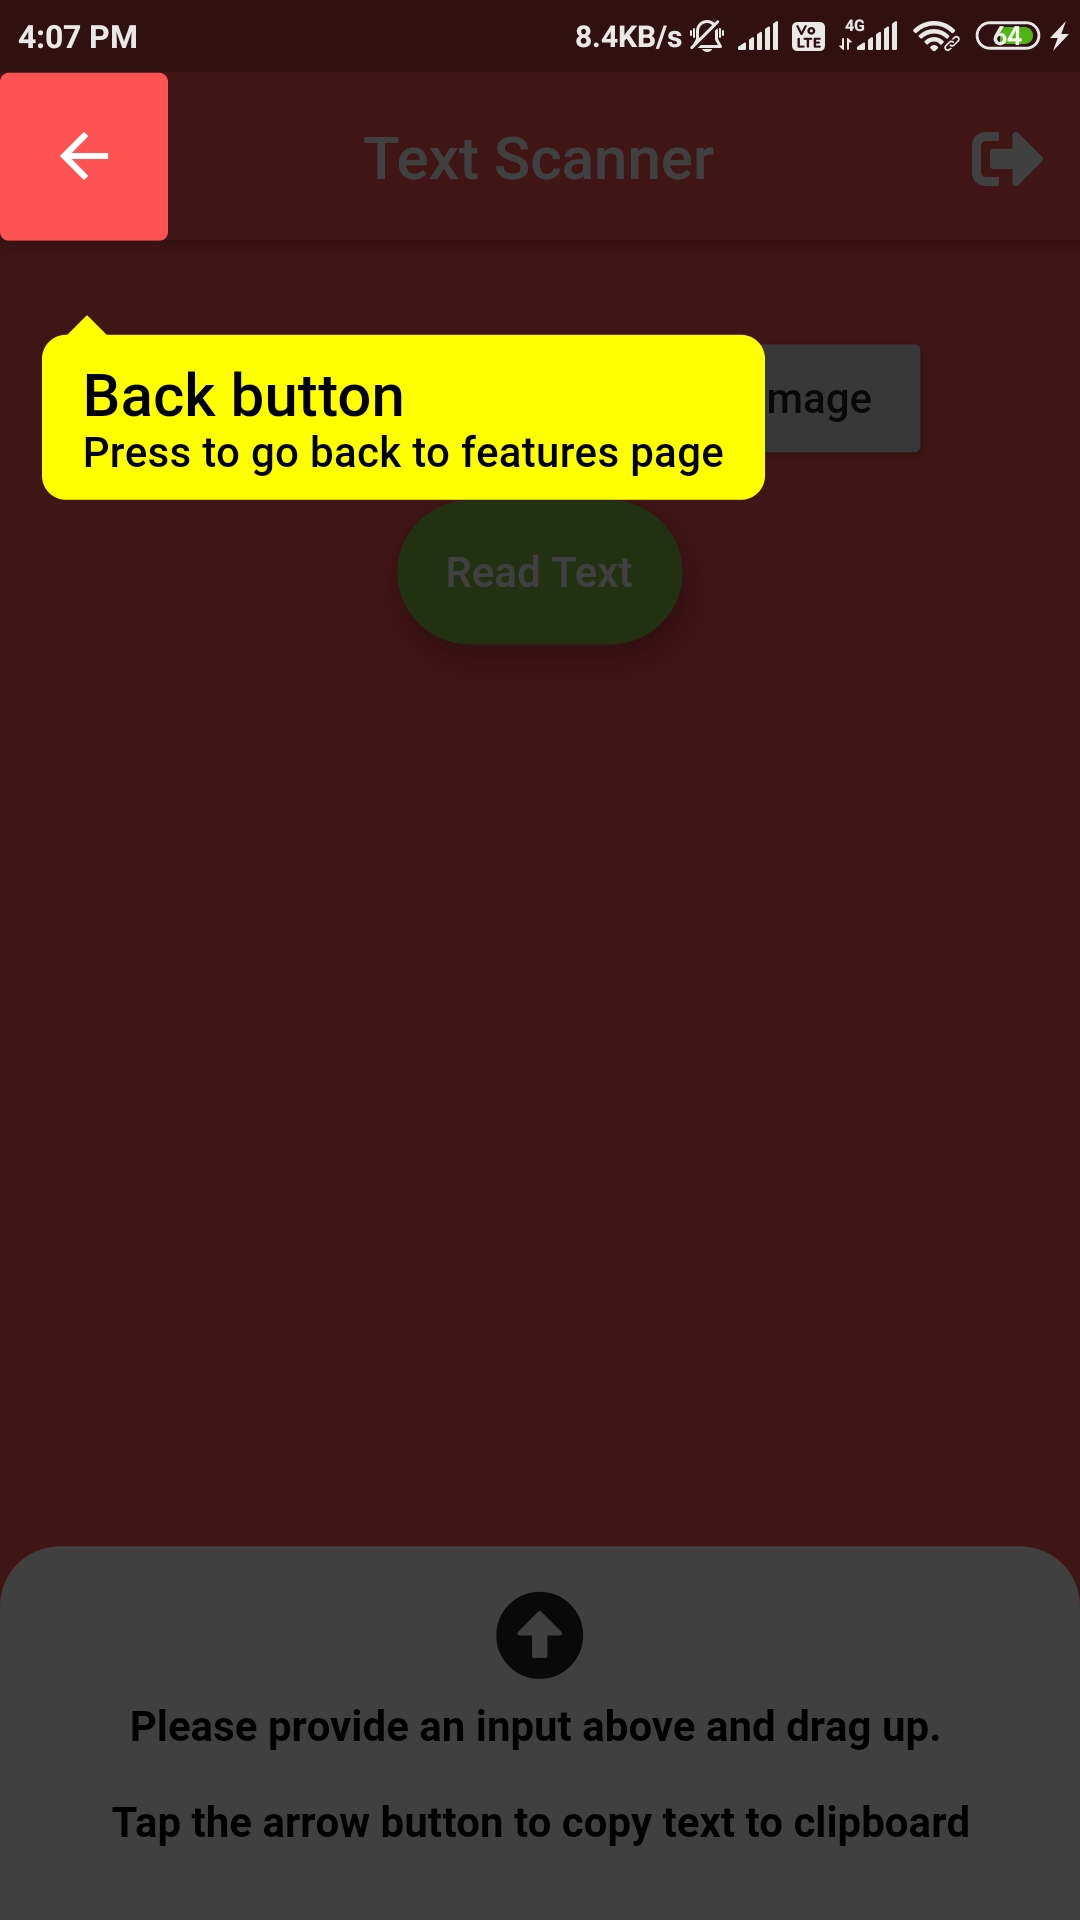 4:07 PM 8.4KB/s Vo LTE 4G 64
Text Scanner
Back button
Press to go back to features page
mage
Read Text
Please provide an input above and drag up.
Tap the arrow button to copy text to clipboard